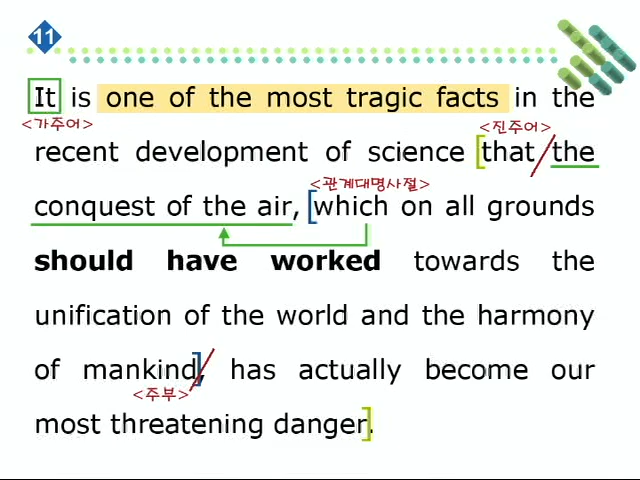 11
It is one of the most tragic facts in the
<가주어> <진주어>
recent development of science [that / the
<관계대명사절>
conquest of the air, [which on all grounds
should have worked towards the
unification of the world and the harmony
of mankind], / has actually become our
<주부>
most threatening danger].